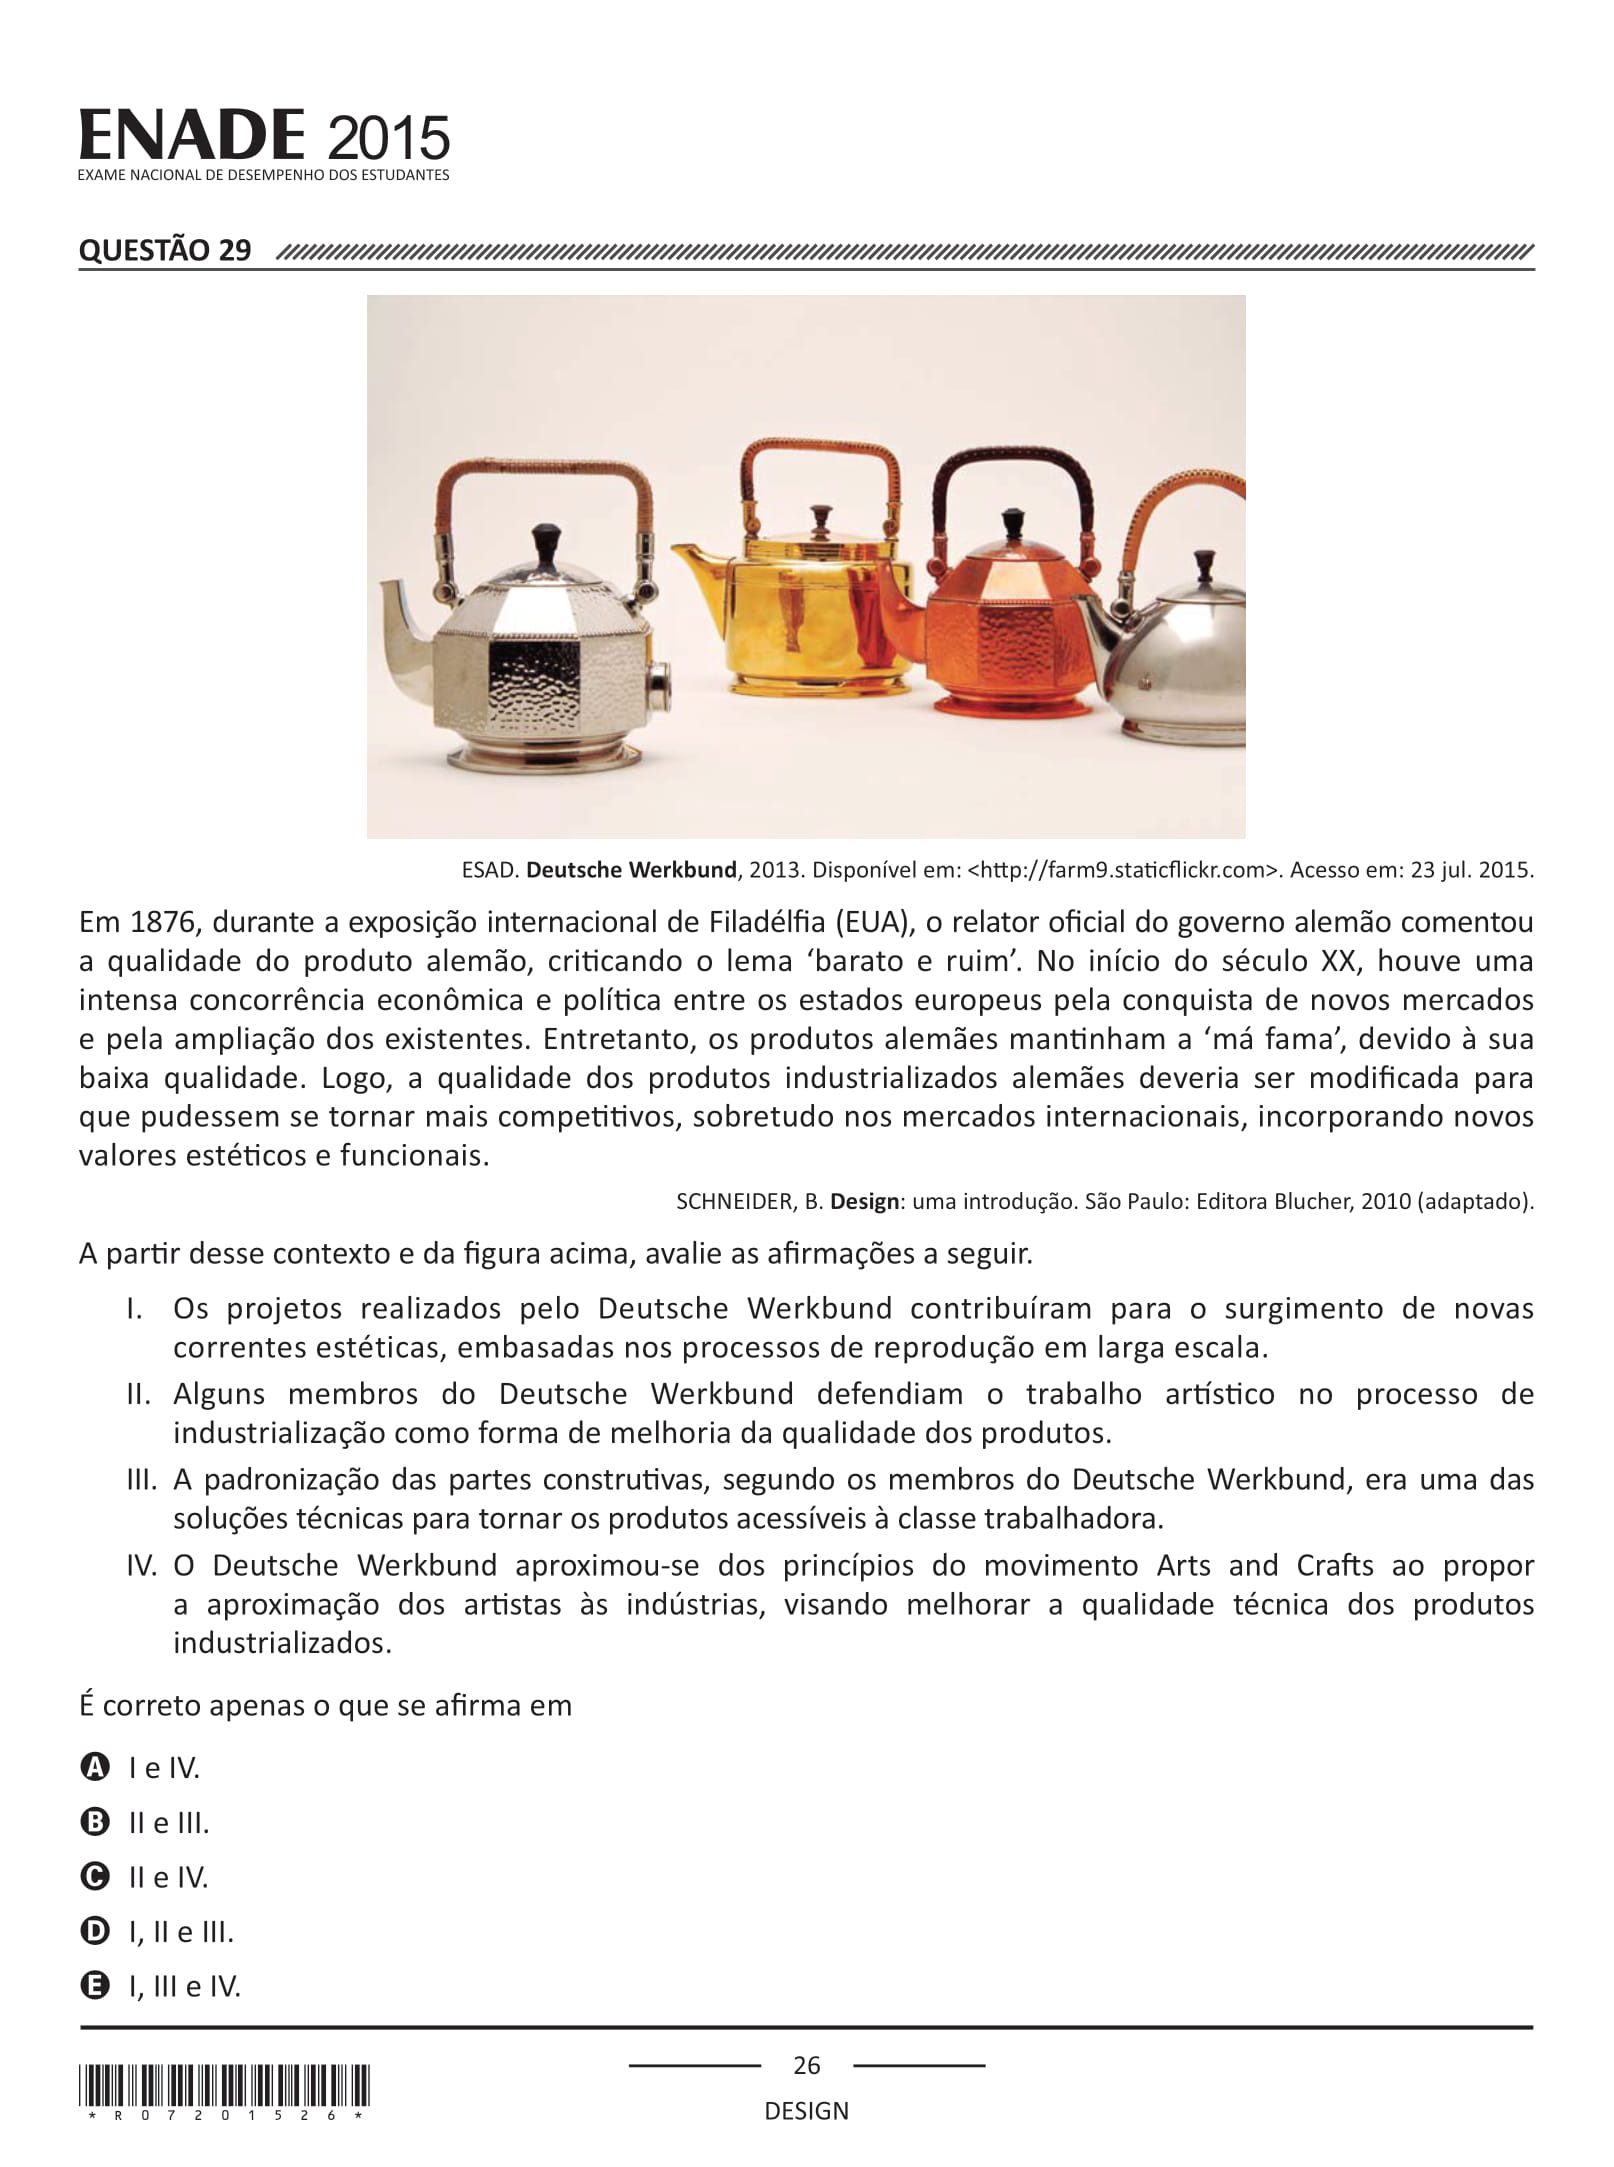 ENADE 2015
EXAME NACIONAL DE DESEMPENHO DOS ESTUDANTES
QUESTÃO 29
ESAD. Deutsche Werkbund, 2013. Disponível em: <http://farm9.staticflickr.com>. Acesso em: 23 jul. 2015.
Em 1876, durante a exposição internacional de Filadélfia (EUA), o relator oficial do governo alemão comentou
a qualidade do produto alemão, criticando o lema ‘barato e ruim’. No início do século XX, houve uma
intensa concorrência econômica e política entre os estados europeus pela conquista de novos mercados
e pela ampliação dos existentes. Entretanto, os produtos alemães mantinham a ‘má fama’, devido à sua
baixa qualidade. Logo, a qualidade dos produtos industrializados alemães deveria ser modificada para
que pudessem se tornar mais competitivos, sobretudo nos mercados internacionais, incorporando novos
valores estéticos e funcionais.
SCHNEIDER, B. Design: uma introdução. São Paulo: Editora Blucher, 2010 (adaptado).
A partir desse contexto e da figura acima, avalie as afirmações a seguir.
I. Os projetos realizados pelo Deutsche Werkbund contribuíram para o surgimento de novas
correntes estéticas, embasadas nos processos de reprodução em larga escala.
II. Alguns membros do Deutsche Werkbund defendiam o trabalho artístico no processo de
industrialização como forma de melhoria da qualidade dos produtos.
III. A padronização das partes construtivas, segundo os membros do Deutsche Werkbund, era uma das
soluções técnicas para tornar os produtos acessíveis à classe trabalhadora.
IV. O Deutsche Werkbund aproximou-se dos princípios do movimento Arts and Crafts ao propor
a aproximação dos artistas às indústrias, visando melhorar a qualidade técnica dos produtos
industrializados.
É correto apenas o que se afirma em
A I e IV.
B II e III.
C II e IV.
D I, II e III.
E I, III e IV.
26
DESIGN
*R07201526*